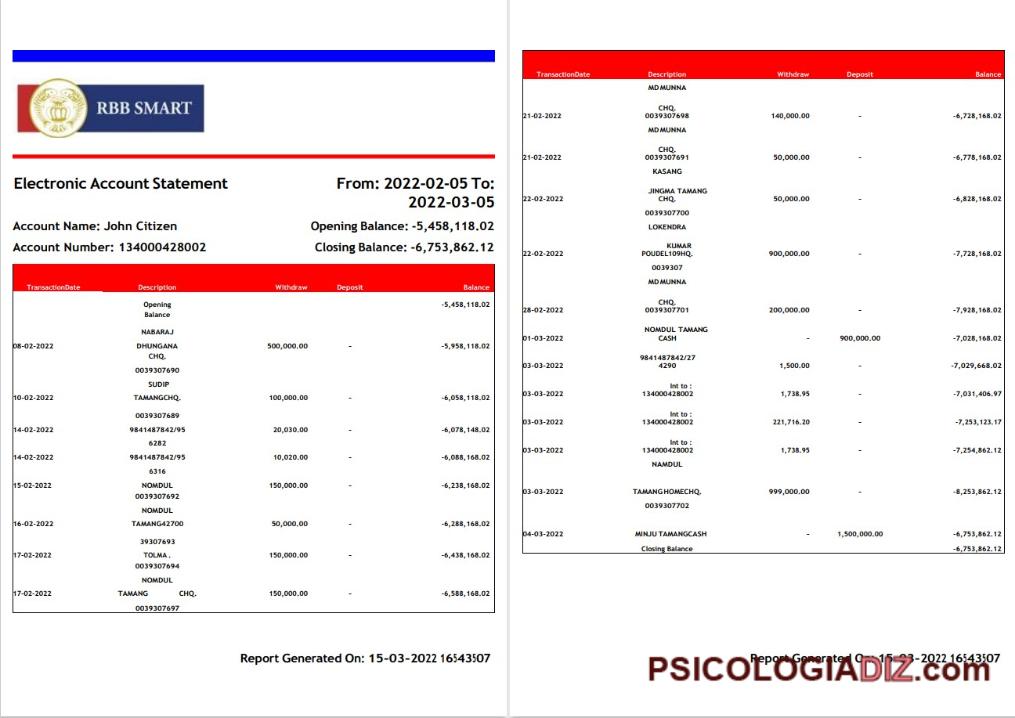 RBB SMART
Electronic Account Statement
From: 2022-02-05 To:
2022-03-05
Account Name: John Citizen
Opening Balance: -5,458,118.02
Account Number: 134000428002
Closing Balance: -6,753,862.12
TransactionDate Description Withdraw Deposit Balance
Opening
Balance
-5,458,118.02
NABARAJ
08-02-2022 DHUNGANA 500,000.00 - -5,958,118.02
CHQ.
0039307690
SUDIP
10-02-2022 TAMANGCHQ. 100,000.00 - -6,058,118.02
0039307689
14-02-2022 9841487842/95 20,030.00 - -6,078,148.02
6282
14-02-2022 9841487842/95 10,020.00 - -6,088,168.02
6316
15-02-2022 NOMDUL 150,000.00 - -6,238,168.02
0039307692
NOMDUL
16-02-2022 TAMANG42700 50,000.00 - -6,288,168.02
39307693
17-02-2022 TOLMA . 150,000.00 - -6,438,168.02
0039307694
NOMDUL
17-02-2022 TAMANG CHQ. 150,000.00 - -6,588,168.02
0039307697
Report Generated On: 15-03-2022 16:43:07
TransactionDate Description Withdraw Deposit Balance
MD MUNNA
CHQ.
21-02-2022 0039307698 140,000.00 - -6,728,168.02
MD MUNNA
CHQ.
21-02-2022 0039307691 50,000.00 - -6,778,168.02
KASANG
JINGMA TAMANG
22-02-2022 CHQ. 50,000.00 - -6,828,168.02
0039307700
LOKENDRA
KUMAR
22-02-2022 POUDEL109HQ. 900,000.00 - -7,728,168.02
0039307
MD MUNNA
CHQ.
28-02-2022 0039307701 200,000.00 - -7,928,168.02
NOMDUL TAMANG
01-03-2022 CASH - 900,000.00 -7,028,168.02
9841487842/27
03-03-2022 4290 1,500.00 - -7,029,668.02
Int to :
03-03-2022 134000428002 1,738.95 - -7,031,406.97
Int to :
03-03-2022 134000428002 221,716.20 - -7,253,123.17
Int to :
03-03-2022 134000428002 1,738.95 - -7,254,862.12
NAMDUL
03-03-2022 TAMANGHOMECHQ. 999,000.00 - -8,253,862.12
0039307702
04-03-2022 MINJU TAMANGCASH - 1,500,000.00 -6,753,862.12
Closing Balance -6,753,862.12
Report Generated On: 15-03-2022 16:43:07
PSICOLOGIADIZ.com